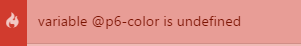 variable @p6-color is undefined